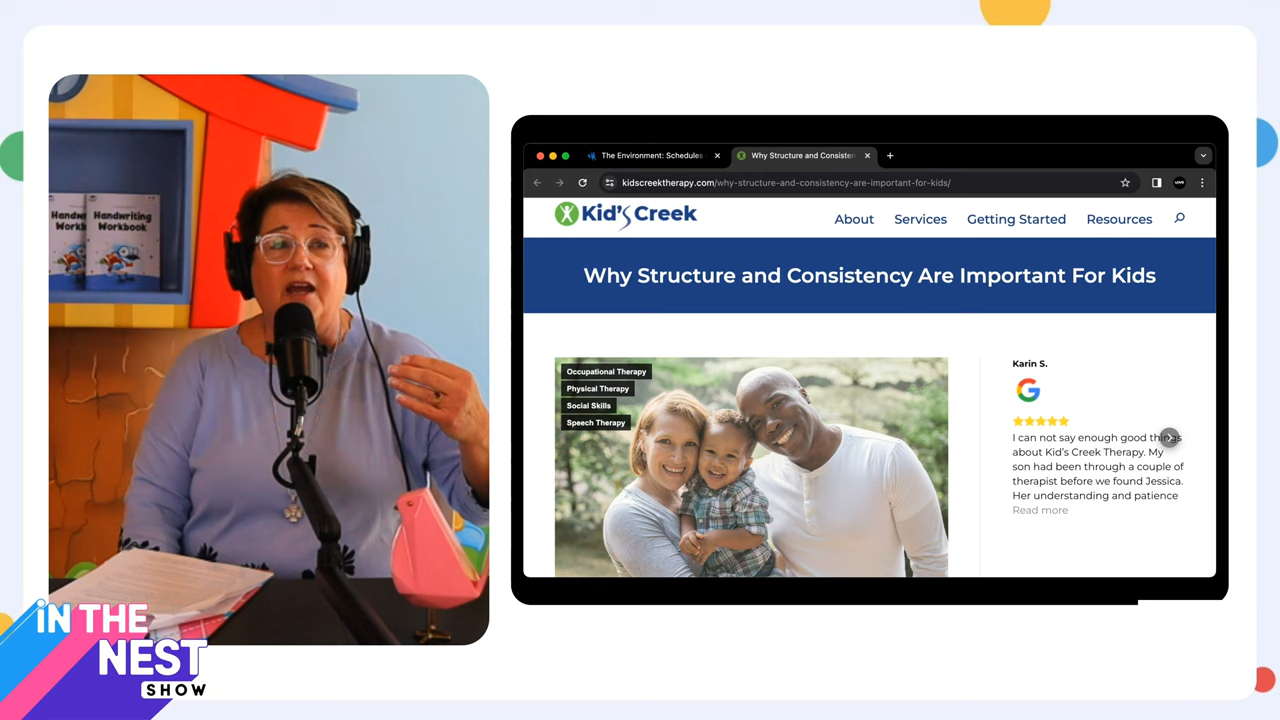 Handw
Work
Handwriting
Workbook
IN THE
NEST
SHOW
The Environment: Schedules
Why Structure and Consisten
kidscreektherapy.com/why-structure-and-consistency-are-important-for-kids/
Kid's Creek
About Services Getting Started Resources
Why Structure and Consistency Are Important For Kids
Occupational Therapy
Physical Therapy
Social Skills
Speech Therapy
Karin S.
I can not say enough good things
about Kid's Creek Therapy. My
son had been through a couple of
therapist before we found Jessica.
Her understanding and patience
Read more